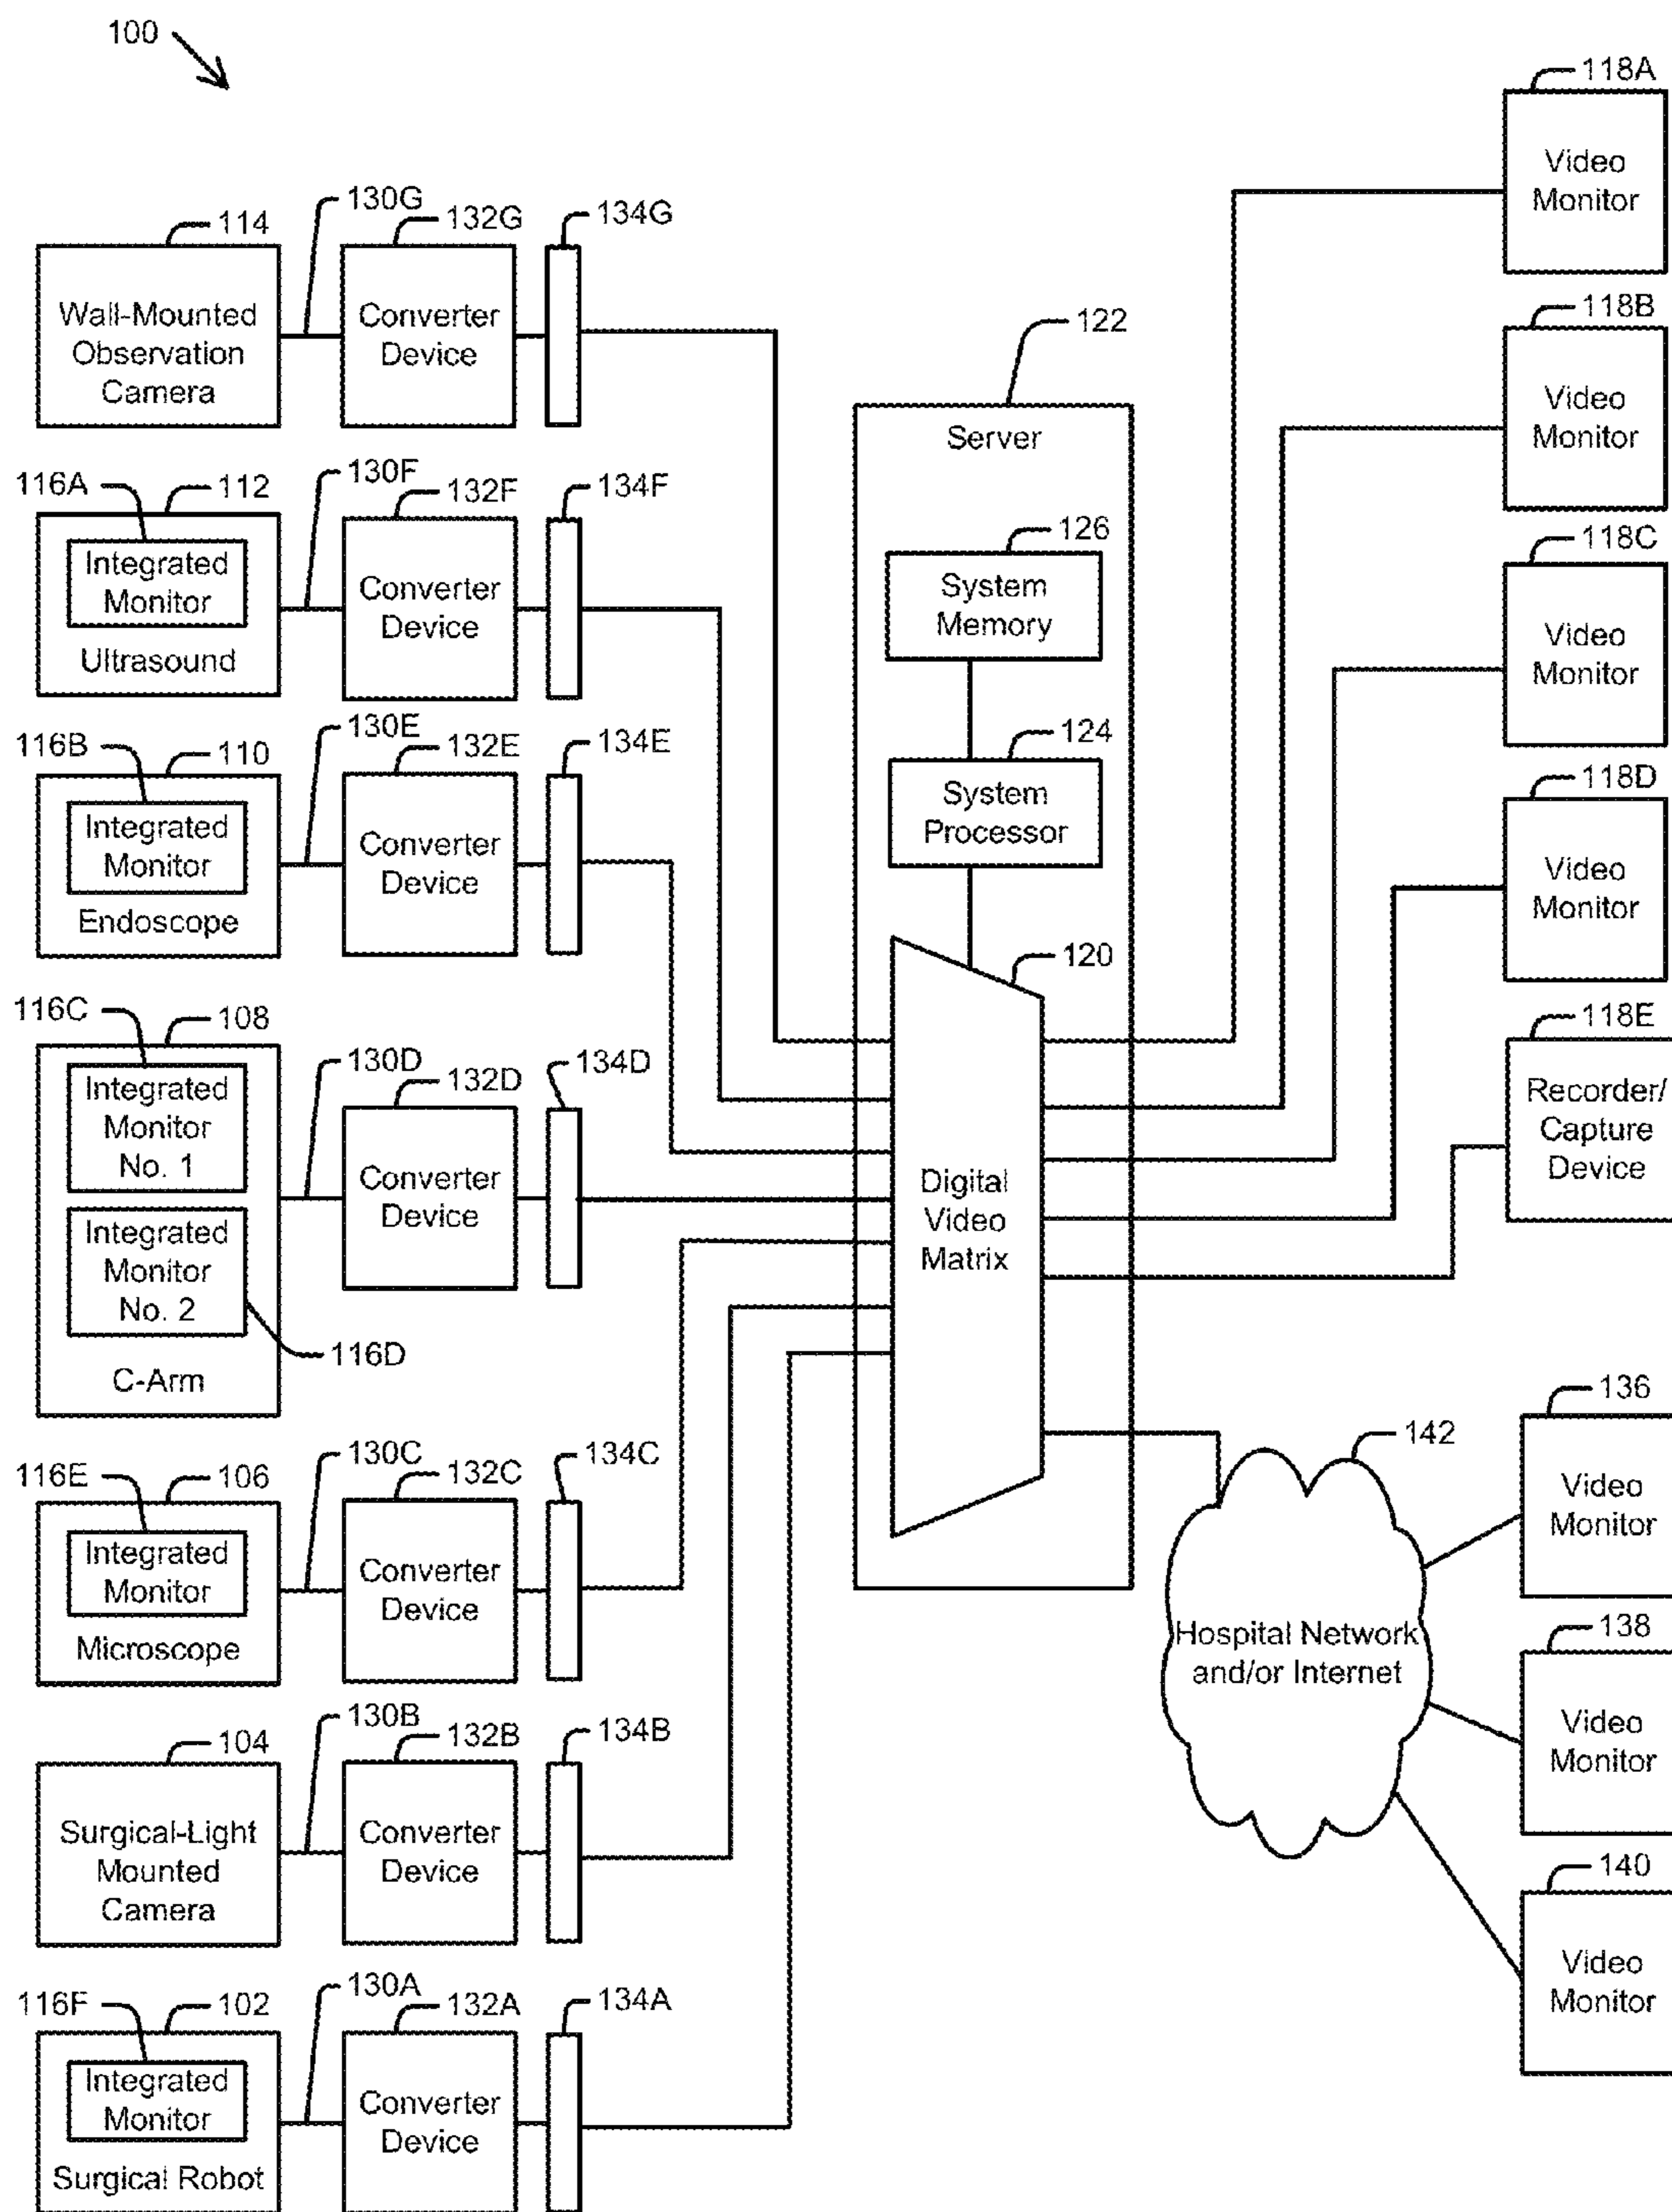 100
118A
Video
Monitor
130G
114
132G
134G
Wall-Mounted
Observation
Camera
Converter
Device
118B
Video
Monitor
122
Server
116A
112
130F
132F
134F
Integrated
Monitor
Ultrasound
Converter
Device
126
System
Memory
118C
Video
Monitor
116B
110
130E
132E
134E
Integrated
Monitor
Endoscope
Converter
Device
124
System
Processor
118D
Video
Monitor
120
Digital
Video
Matrix
116C
108
130D
132D
134D
Integrated
Monitor
No. 1
Integrated
Monitor
No. 2
116D
C-Arm
Converter
Device
118E
Recorder/
Capture
Device
116E
106
130C
132C
134C
Integrated
Monitor
Microscope
Converter
Device
142
Hospital Network
and/or Internet
136
Video
Monitor
138
Video
Monitor
104
130B
132B
134B
Surgical-Light
Mounted
Camera
Converter
Device
140
Video
Monitor
116F
102
130A
132A
134A
Integrated
Monitor
Surgical Robot
Converter
Device